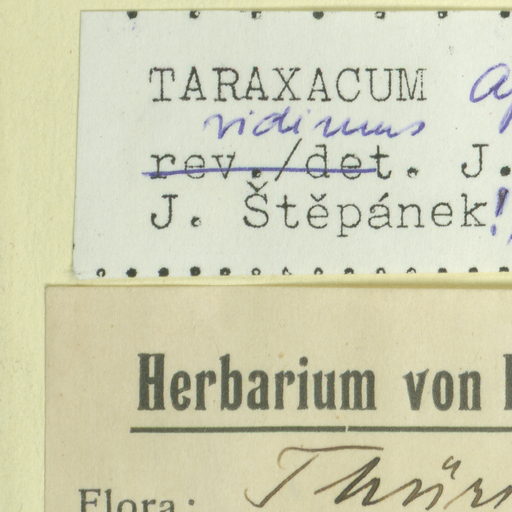 TARAXACUM
vidimus
rev./det. J.
J. Štěpánek!
Herbarium von
Flora: